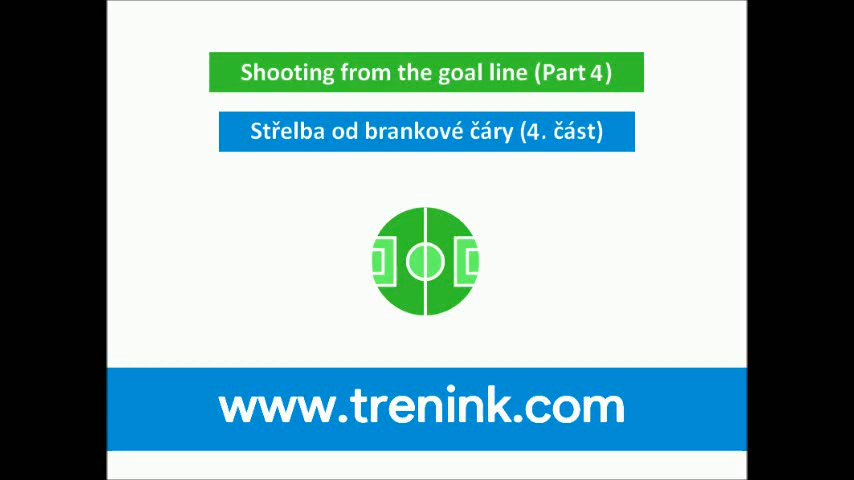 Shooting from the goal line (Part 4)
Střelba od brankové čáry (4. část)
www.trenink.com